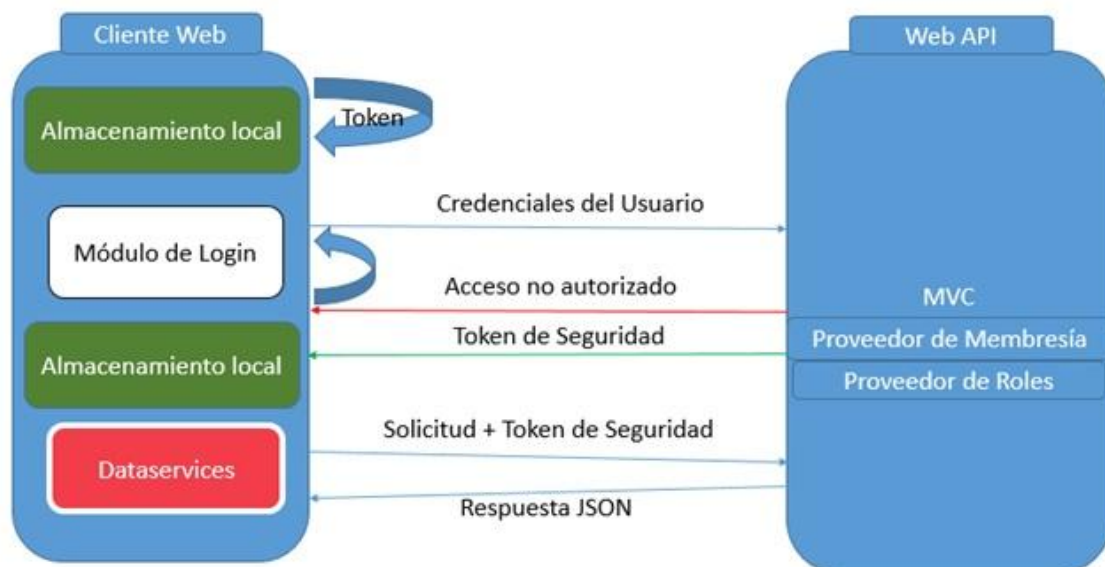 Cliente Web
Web API
Almacenamiento local
Token
Credenciales del Usuario
Módulo de Login
Acceso no autorizado
MVC
Token de Seguridad
Proveedor de Membresía
Almacenamiento local
Proveedor de Roles
Solicitud + Token de Seguridad
Dataservices
Respuesta JSON